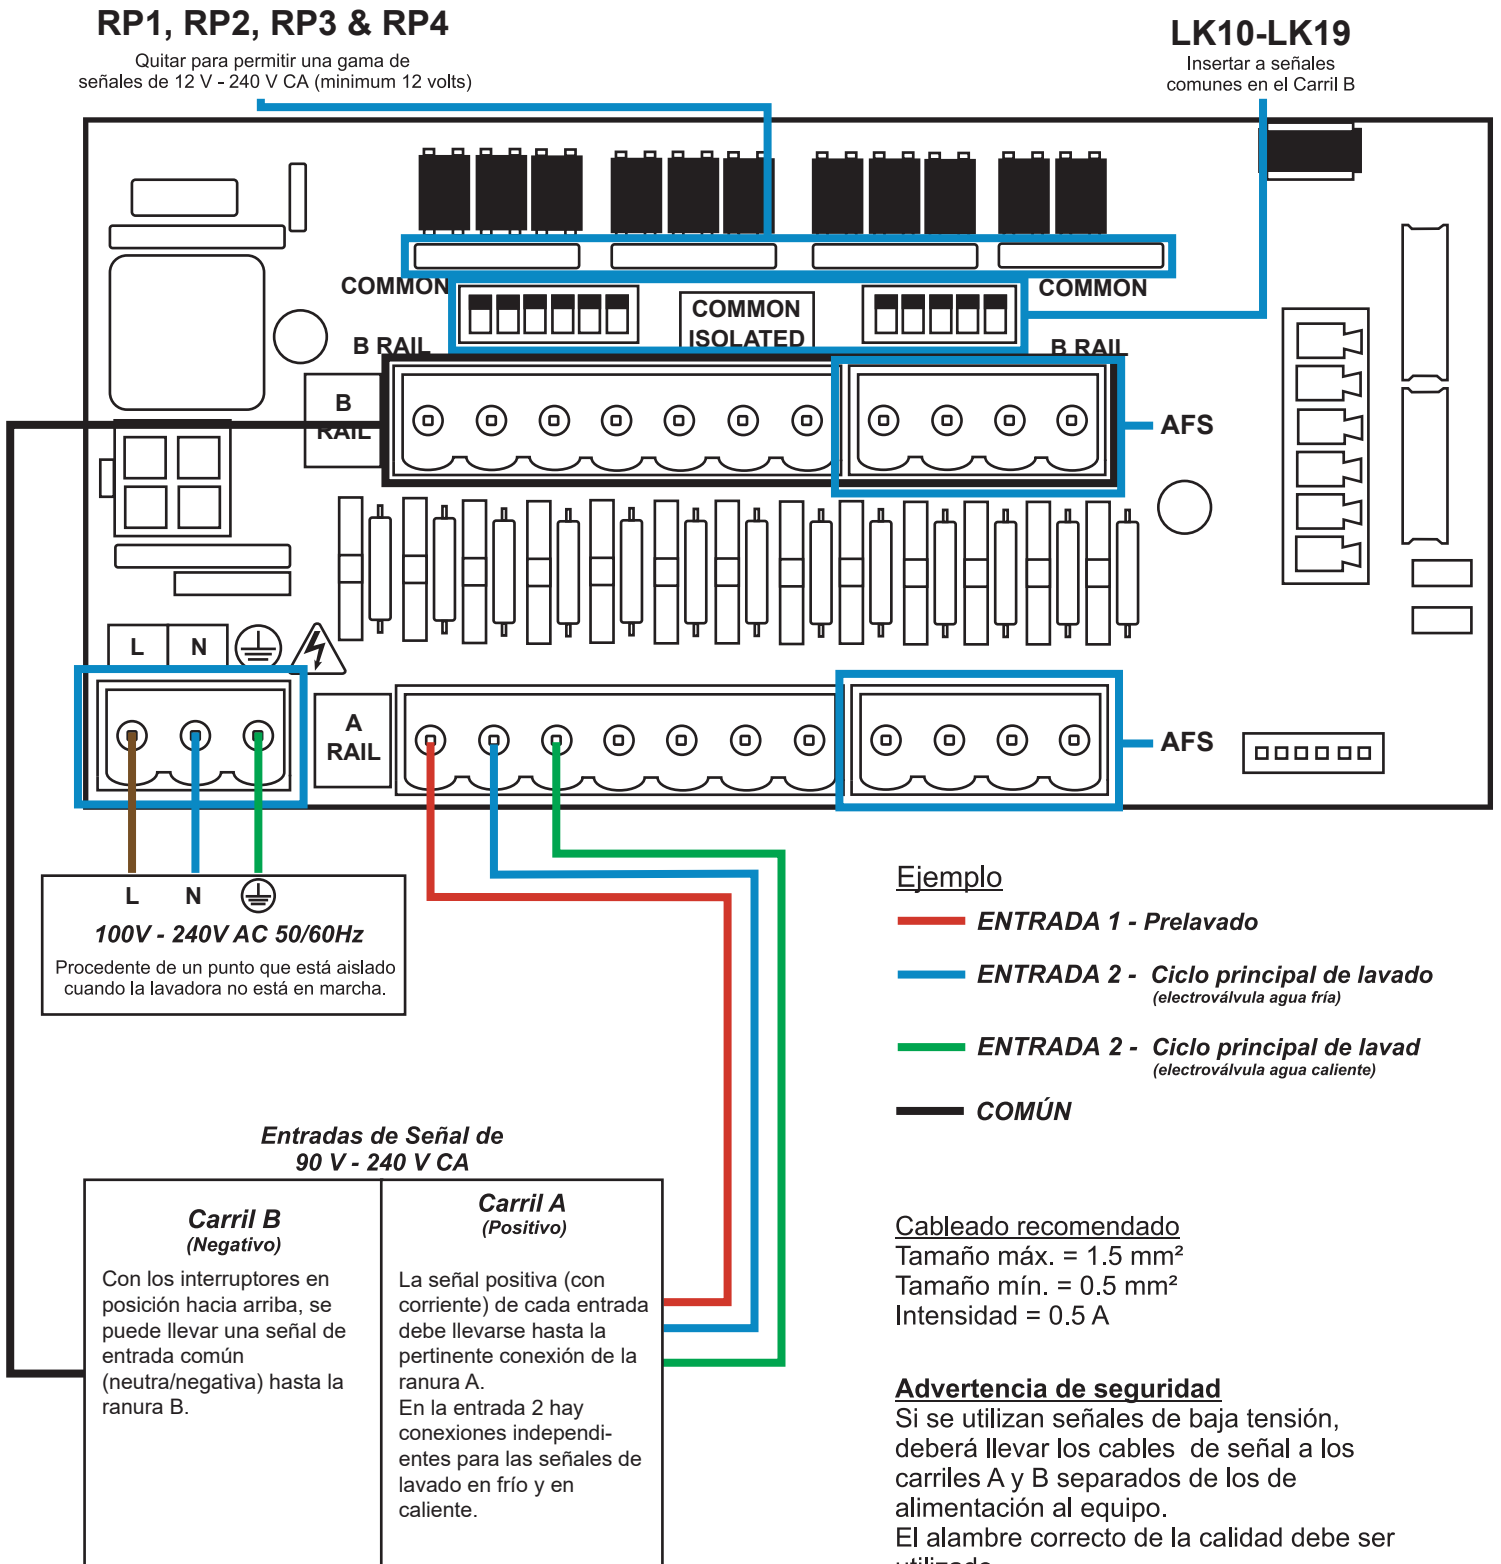 RP1, RP2, RP3 & RP4
Quitar para permitir una gama de
señales de 12 V - 240 V CA (minimum 12 volts)
LK10-LK19
Insertar a señales
comunes en el Carril B
COMMON
COMMON
ISOLATED
COMMON
B RAIL
B RAIL
B
RAIL
AFS
L
N
A
RAIL
AFS
L
N
100V - 240V AC 50/60Hz
Procedente de un punto que está aislado
cuando la lavadora no está en marcha.
Ejemplo
ENTRADA 1 - Prelavado
ENTRADA 2 - Ciclo principal de lavado
(electroválvula agua fría)
ENTRADA 2 - Ciclo principal de lavad
(electroválvula agua caliente)
COMÚN
Entradas de Señal de
90 V - 240 V CA
Carril B
(Negativo)
Con los interruptores en
posición hacia arriba, se
puede llevar una señal de
entrada común
(neutra/negativa) hasta la
ranura B.
Carril A
(Positivo)
La señal positiva (con
corriente) de cada entrada
debe llevarse hasta la
pertinente conexión de la
ranura A.
En la entrada 2 hay
conexiones independi-
entes para las señales de
lavado en frío y en
caliente.
Cableado recomendado
Tamaño máx. = 1.5 mm²
Tamaño mín. = 0.5 mm²
Intensidad = 0.5 A
Advertencia de seguridad
Si se utilizan señales de baja tensión,
deberá llevar los cables de señal a los
carriles A y B separados de los de
alimentación al equipo.
El alambre correcto de la calidad debe ser